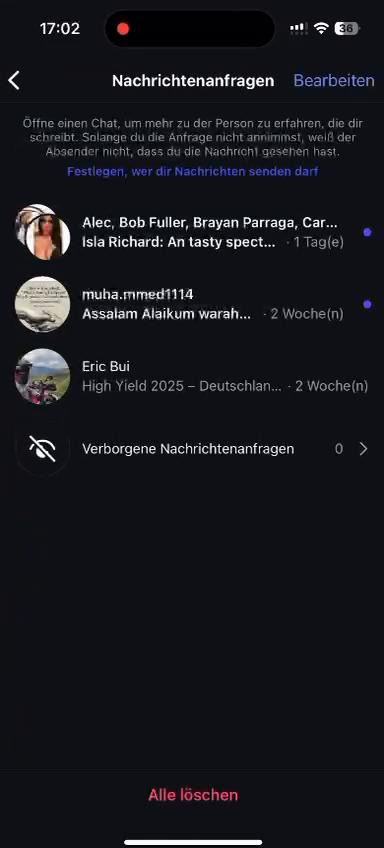 17:02
36
Nachrichtenanfragen
Bearbeiten
Öffne einen Chat, um mehr zu der Person zu erfahren, die dir
schreibt. Solange du die Anfrage nicht annimmst, weiß der
Absender nicht, dass du die Nachricht gesehen hast.
Festlegen, wer dir Nachrichten senden darf
Alec, Bob Fuller, Brayan Parraga, Car...
Isla Richard: An tasty spect... · 1 Tag(e)
muha.mmed1114
Assalam Alaikum warah... · 2 Woche(n)
Eric Bui
High Yield 2025 – Deutschlan... · 2 Woche(n)
Verborgene Nachrichtenanfragen
0
Alle löschen